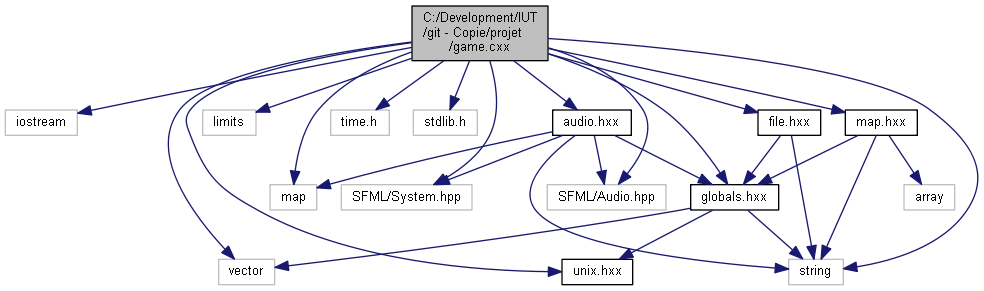 C:/Development/IUT
/git - Copie/projet
/game.cxx
iostream
limits
time.h
stdlib.h
audio.hxx
file.hxx
map.hxx
map
SFML/System.hpp
SFML/Audio.hpp
globals.hxx
array
vector
unix.hxx
string